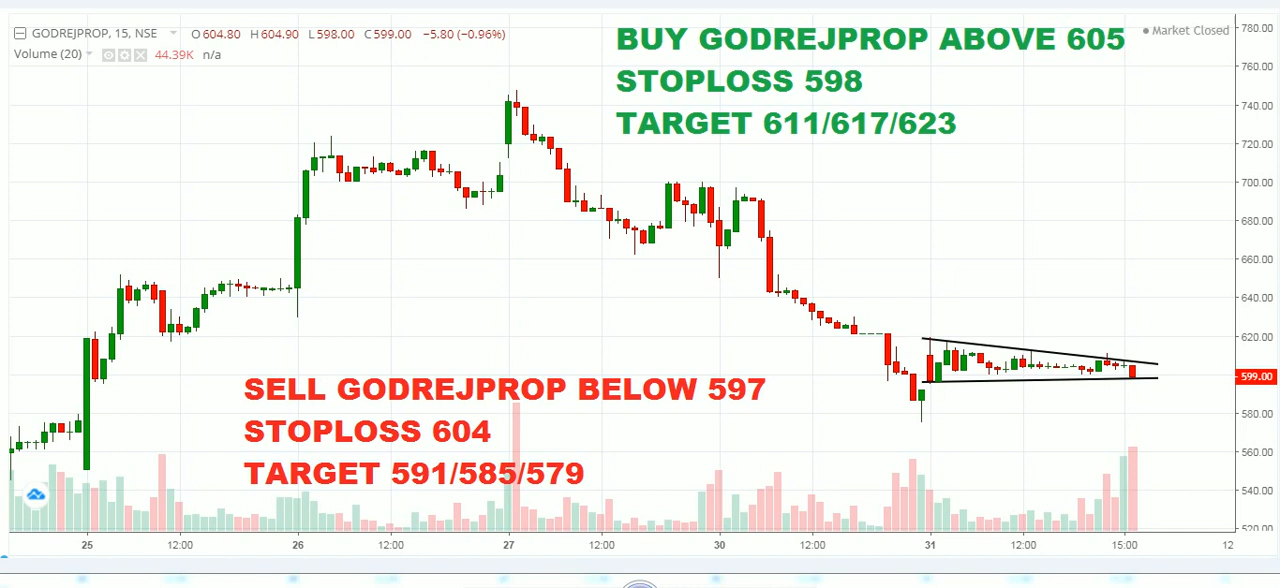 GODREJPROP, 15, NSE O604.80 H604.90 L598.00 C599.00 −5.80 (−0.96%)
Volume (20) 44.39K n/a
BUY GODREJPROP ABOVE 605
STOPLOSS 598
TARGET 611/617/623
Market Closed
SELL GODREJPROP BELOW 597
STOPLOSS 604
TARGET 591/585/579
780.00
760.00
740.00
720.00
700.00
680.00
660.00
640.00
620.00
599.00
580.00
560.00
540.00
520.00
25 12:00 26 12:00 27 12:00 30 12:00 31 12:00 15:00 12